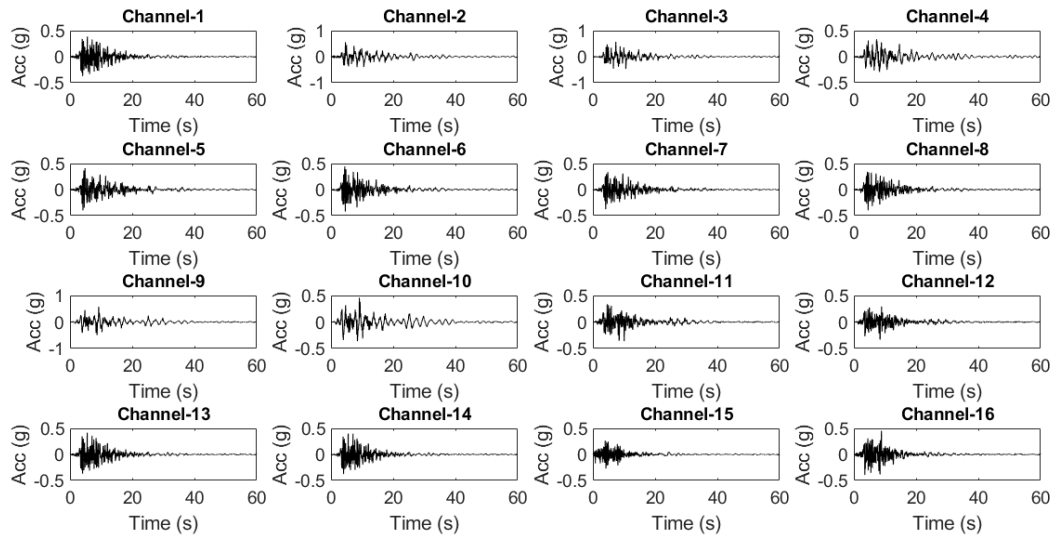 Channel-1 Channel-2 Channel-3 Channel-4
0.5 1 1 0.5
Acc (g) 0 Acc (g) 0 Acc (g) 0 Acc (g) 0
-0.5 -1 -1 -0.5
0 20 40 60 0 20 40 60 0 20 40 60 0 20 40 60
Time (s) Time (s) Time (s) Time (s)
Channel-5 Channel-6 Channel-7 Channel-8
0.5 0.5 0.5 0.5
Acc (g) 0 Acc (g) 0 Acc (g) 0 Acc (g) 0
-0.5 -0.5 -0.5 -0.5
0 20 40 60 0 20 40 60 0 20 40 60 0 20 40 60
Time (s) Time (s) Time (s) Time (s)
Channel-9 Channel-10 Channel-11 Channel-12
1 0.5 0.5 0.5
Acc (g) 0 Acc (g) 0 Acc (g) 0 Acc (g) 0
-1 -0.5 -0.5 -0.5
0 20 40 60 0 20 40 60 0 20 40 60 0 20 40 60
Time (s) Time (s) Time (s) Time (s)
Channel-13 Channel-14 Channel-15 Channel-16
0.5 0.5 0.5 0.5
Acc (g) 0 Acc (g) 0 Acc (g) 0 Acc (g) 0
-0.5 -0.5 -0.5 -0.5
0 20 40 60 0 20 40 60 0 20 40 60 0 20 40 60
Time (s) Time (s) Time (s) Time (s)